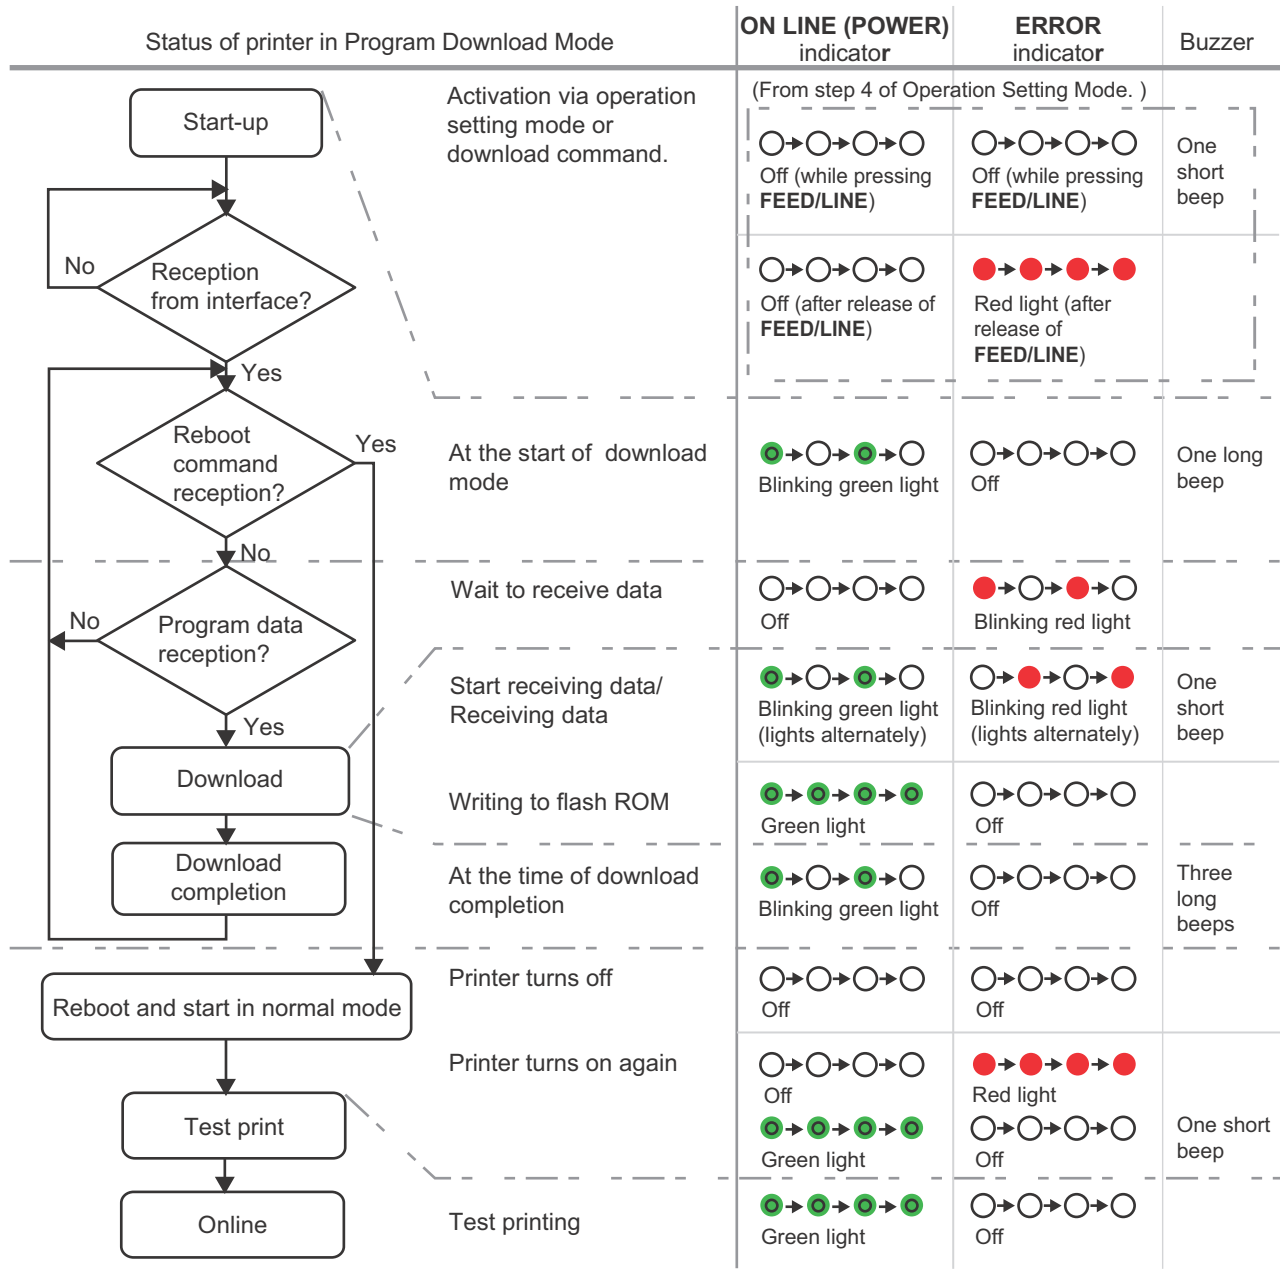 Status of printer in Program Download Mode
ON LINE (POWER)
indicator
ERROR
indicator
Buzzer
Start-up
Activation via operation
setting mode or
download command.
(From step 4 of Operation Setting Mode. )
Off (while pressing
FEED/LINE)
Off (while pressing
FEED/LINE)
One
short
beep
No
Reception
from interface?
Off (after release of
FEED/LINE)
Red light (after
release of
FEED/LINE)
Yes
Reboot
command
reception?
Yes
At the start of download
mode
Blinking green light
Off
One long
beep
No
Wait to receive data
Off
Blinking red light
No
Program data
reception?
Start receiving data/
Receiving data
Blinking green light
(lights alternately)
Blinking red light
(lights alternately)
One
short
beep
Yes
Download
Writing to flash ROM
Green light
Off
Download
completion
At the time of download
completion
Blinking green light
Off
Three
long
beeps
Reboot and start in normal mode
Printer turns off
Off
Off
Printer turns on again
Off
Red light
Test print
Green light
Off
One short
beep
Online
Test printing
Green light
Off